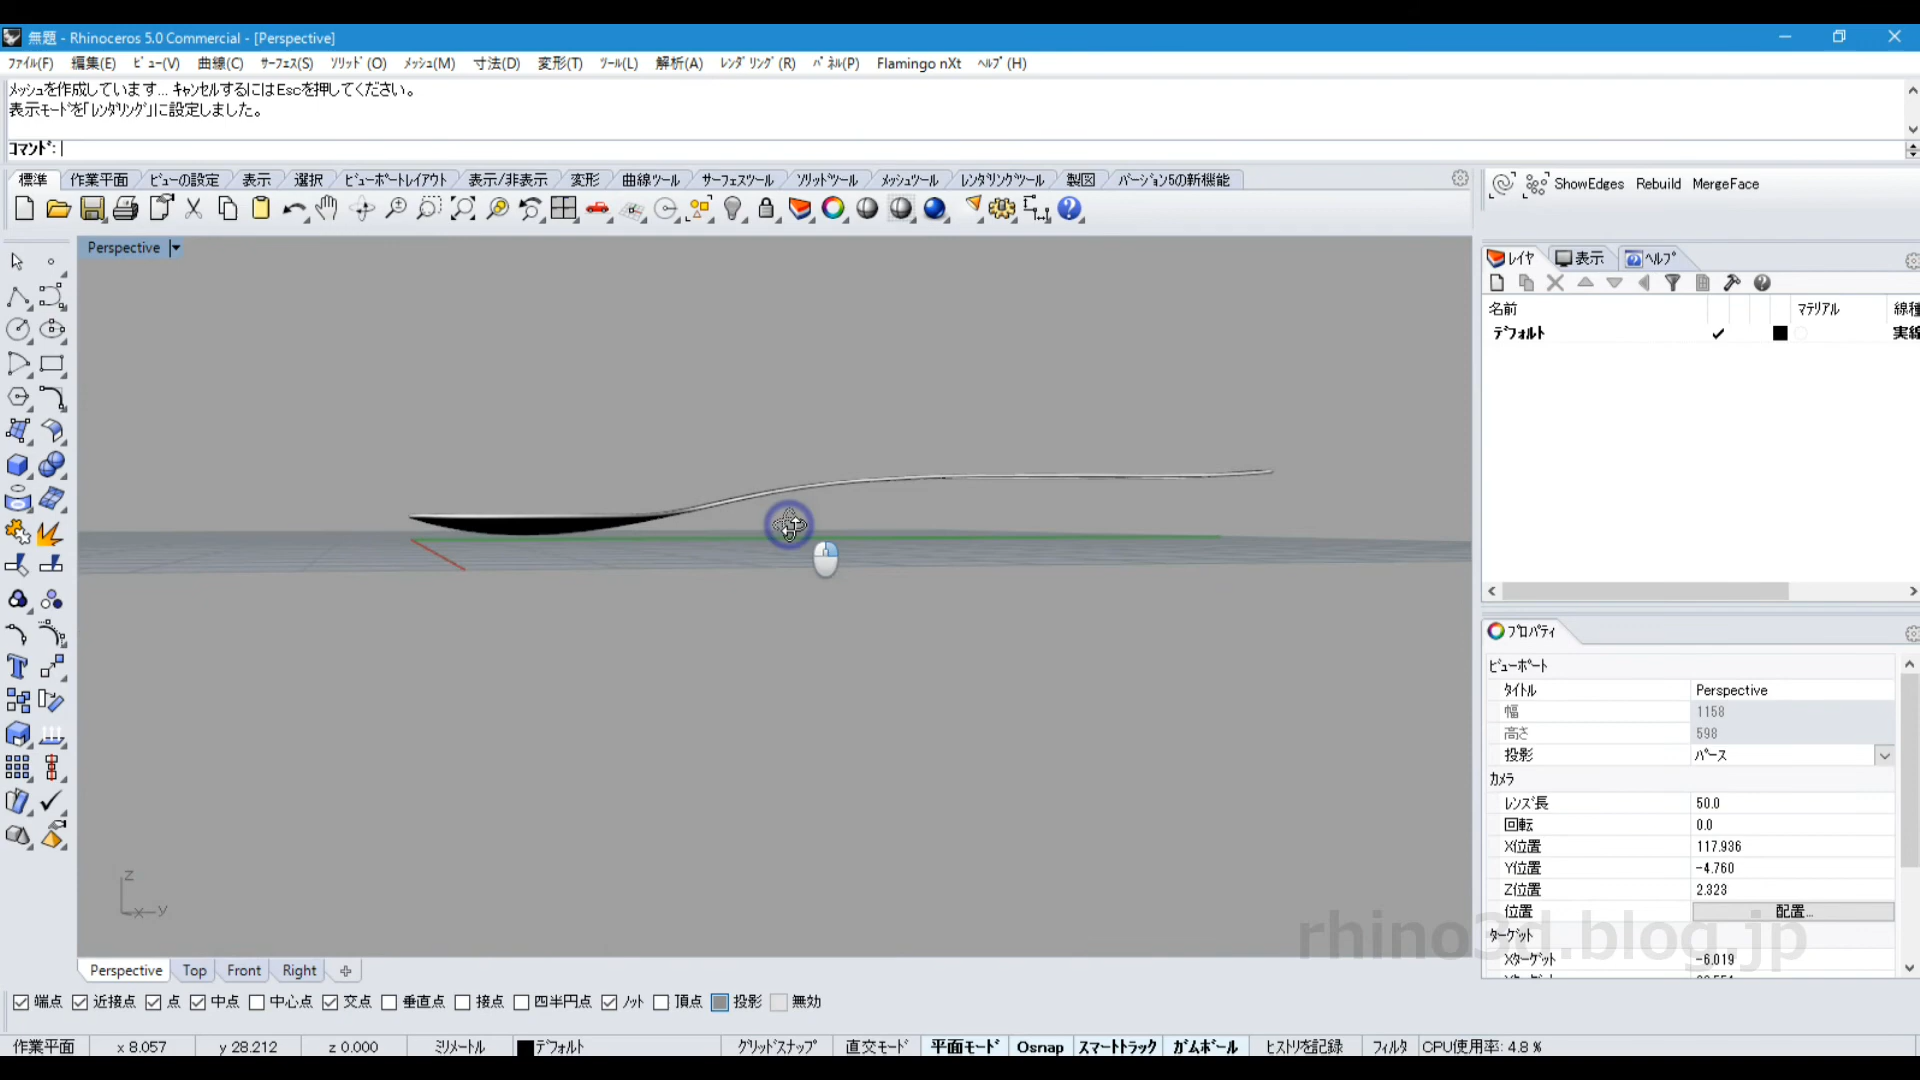 無題 - Rhinoceros 5.0 Commercial - [Perspective]
ファイル(F) 編集(E) ビュー(V) 曲線(C) サーフェス(S) ソリッド(O) メッシュ(M) 寸法(D) 変形(T) ツール(L) 解析(A) レンダリング(R) パネル(P) Flamingo nXt ヘルプ(H)
メッシュを作成しています... キャンセルするにはEscを押してください。
表示モードを「レンダリング」に設定しました。
コマンド:
標準 作業平面 ビューの設定 表示 選択 ビューポートレイアウト 表示/非表示 変形 曲線ツール サーフェスツール ソリッドツール メッシュツール レンダリングツール 製図 バージョン5の新機能
ShowEdges Rebuild MergeFace
Perspective
レイヤ 表示 ヘルプ
名前 マテリアル 線種
デフォルト 実線
プロパティ
ビューポート
タイトル Perspective
幅 1158
高さ 598
投影 パース
カメラ
レンズ長 50.0
回転 0.0
X位置 117.936
Y位置 -4.760
Z位置 2.323
位置 配置...
ターゲット
Xターゲット -6.019
z
x y
rhino3d.blog.jp
Perspective Top Front Right
端点 近接点 点 中点 中心点 交点 垂直点 接点 四半円点 ノット 頂点 投影 無効
作業平面 x 8.057 y 28.212 z 0.000 ミリメートル デフォルト グリッドスナップ 直交モード 平面モード Osnap スマートトラック ガムボール ヒストリを記録 フィルタ CPU使用率: 4.8 %